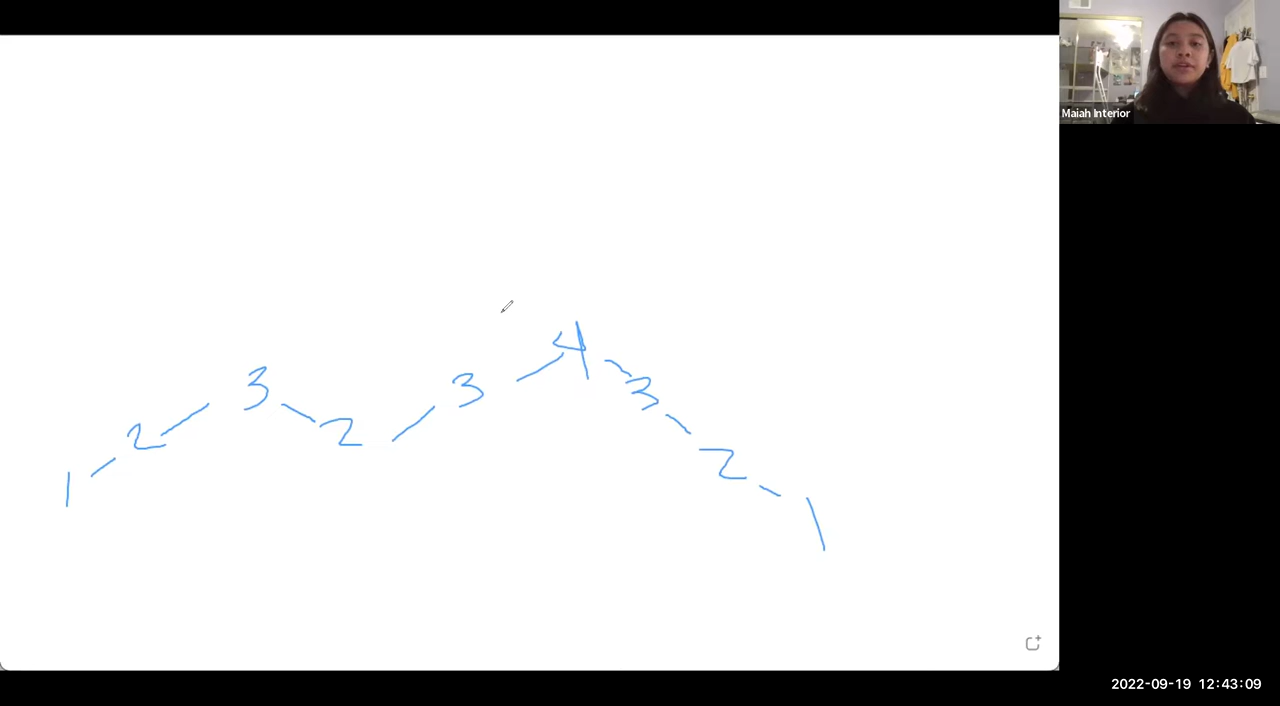 1 - 2 - 3 - 2 - 3 - 4 - 3 - 2 - 1
Maiah Interior
2022-09-19 12:43:09